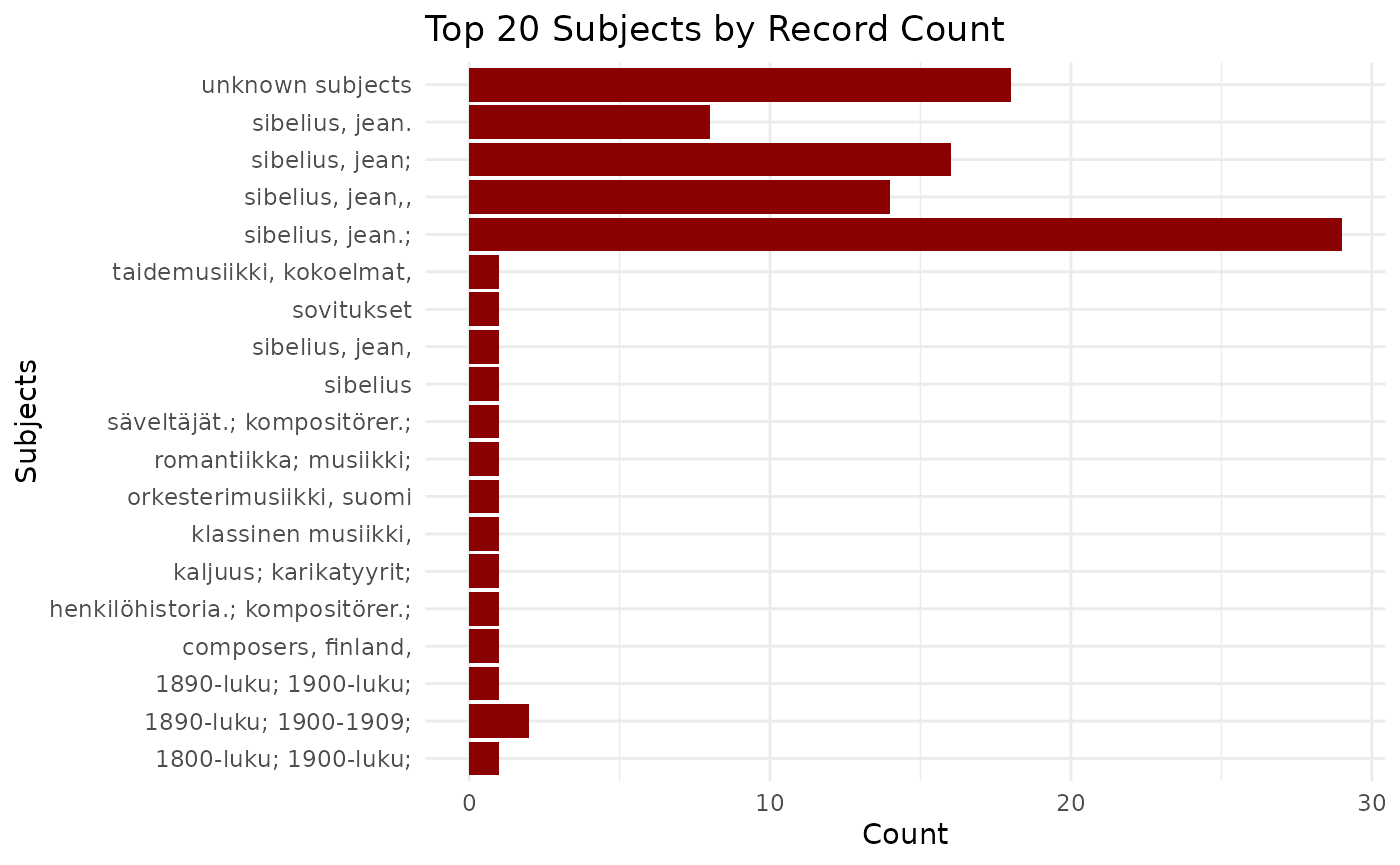 Top 20 Subjects by Record Count
unknown subjects
sibelius, jean.
sibelius, jean;
sibelius, jean,,
sibelius, jean.;
taidemusiikki, kokoelmat,
sovitukset
sibelius, jean,
sibelius
säveltäjät.; kompositörer.;
romantiikka; musiikki;
orkesterimusiikki, suomi
klassinen musiikki,
kaljuus; karikatyyrit;
henkilöhistoria.; kompositörer.;
composers, finland,
1890-luku; 1900-luku;
1890-luku; 1900-1909;
1800-luku; 1900-luku;
Subjects
0 10 20 30
Count